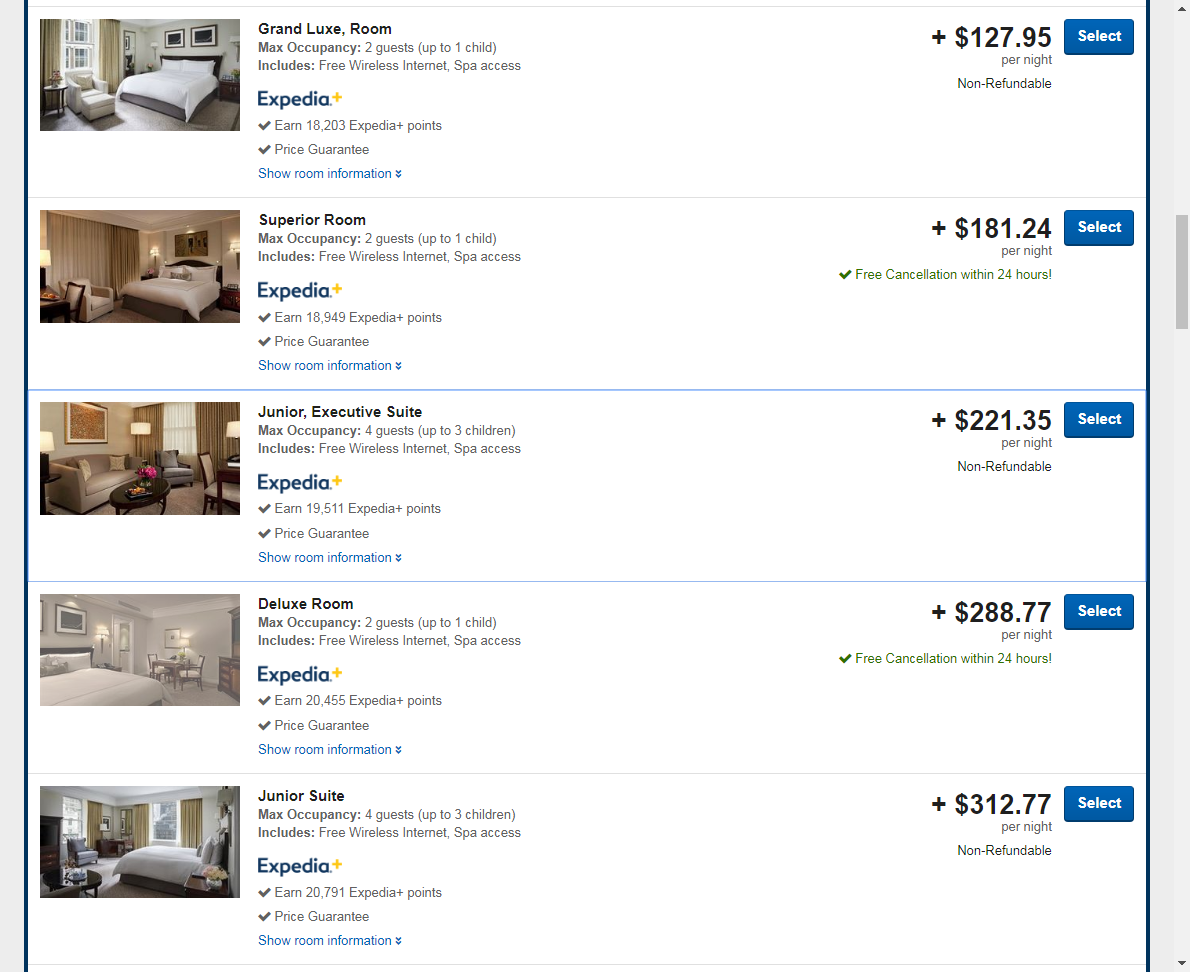 Grand Luxe, Room
Max Occupancy: 2 guests (up to 1 child)
Includes: Free Wireless Internet, Spa access
Expedia.+
Earn 18,203 Expedia+ points
Price Guarantee
Show room information
+ $127.95
per night
Non-Refundable
Select
Superior Room
Max Occupancy: 2 guests (up to 1 child)
Includes: Free Wireless Internet, Spa access
Expedia.+
Earn 18,949 Expedia+ points
Price Guarantee
Show room information
+ $181.24
per night
Free Cancellation within 24 hours!
Select
Junior, Executive Suite
Max Occupancy: 4 guests (up to 3 children)
Includes: Free Wireless Internet, Spa access
Expedia.+
Earn 19,511 Expedia+ points
Price Guarantee
Show room information
+ $221.35
per night
Non-Refundable
Select
Deluxe Room
Max Occupancy: 2 guests (up to 1 child)
Includes: Free Wireless Internet, Spa access
Expedia.+
Earn 20,455 Expedia+ points
Price Guarantee
Show room information
+ $288.77
per night
Free Cancellation within 24 hours!
Select
Junior Suite
Max Occupancy: 4 guests (up to 3 children)
Includes: Free Wireless Internet, Spa access
Expedia.+
Earn 20,791 Expedia+ points
Price Guarantee
Show room information
+ $312.77
per night
Non-Refundable
Select